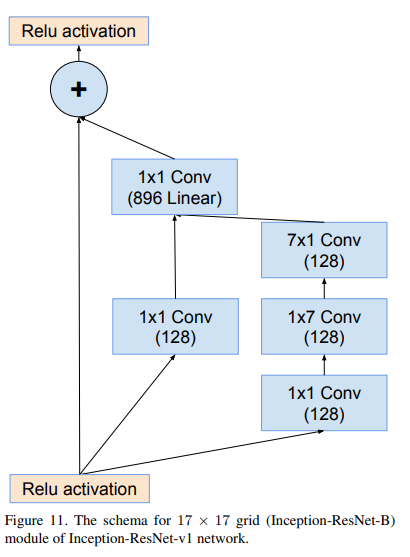 Relu activation
+
1x1 Conv
(896 Linear)
7x1 Conv
(128)
1x1 Conv
(128)
1x7 Conv
(128)
1x1 Conv
(128)
Relu activation
Figure 11. The schema for 17 × 17 grid (Inception-ResNet-B)
module of Inception-ResNet-v1 network.